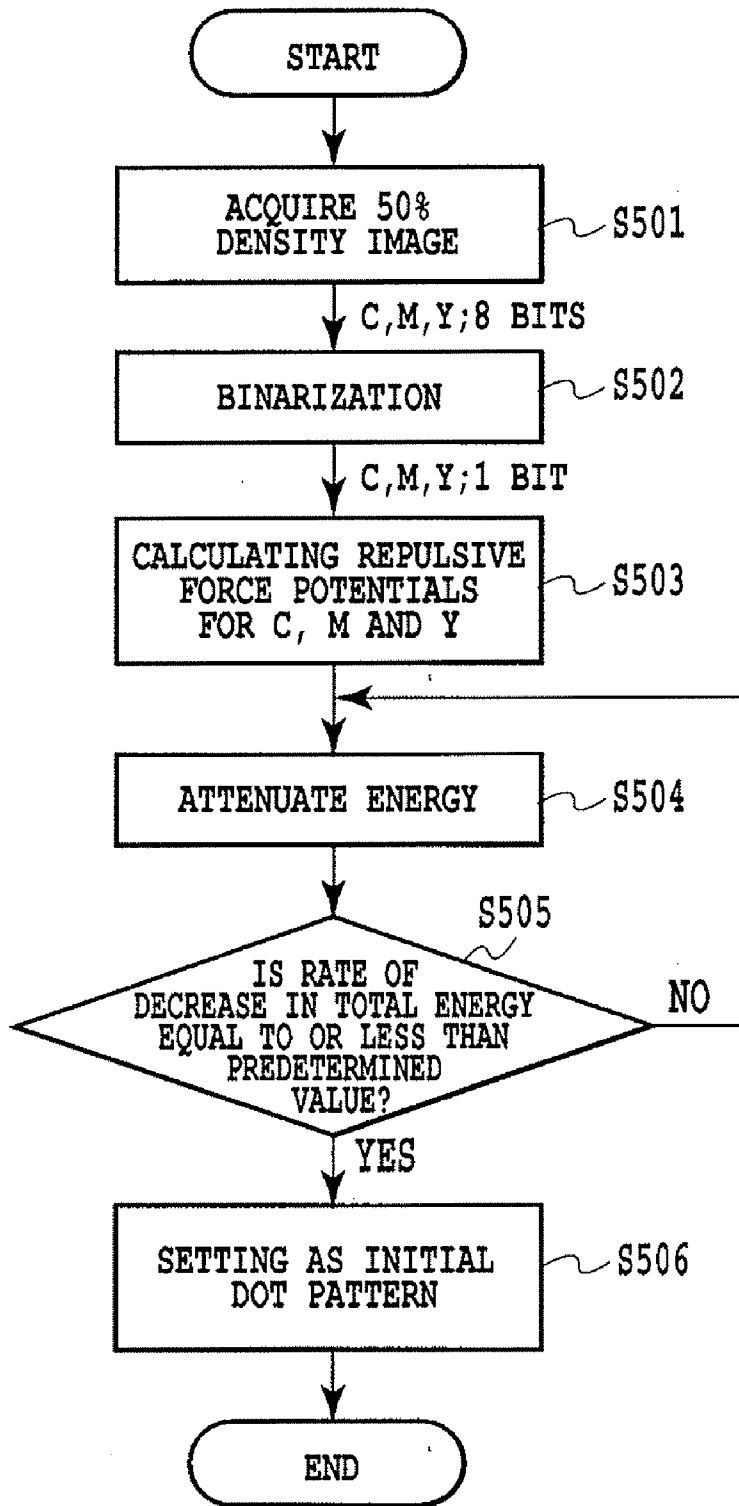 START
ACQUIRE 50%
DENSITY IMAGE
S501
C,M,Y;8 BITS
BINARIZATION
S502
C,M,Y;1 BIT
CALCULATING REPULSIVE
FORCE POTENTIALS
FOR C, M AND Y
S503
ATTENUATE ENERGY
S504
S505
IS RATE OF
DECREASE IN TOTAL ENERGY
EQUAL TO OR LESS THAN
PREDETERMINED
VALUE?
NO
YES
SETTING AS INITIAL
DOT PATTERN
S506
END